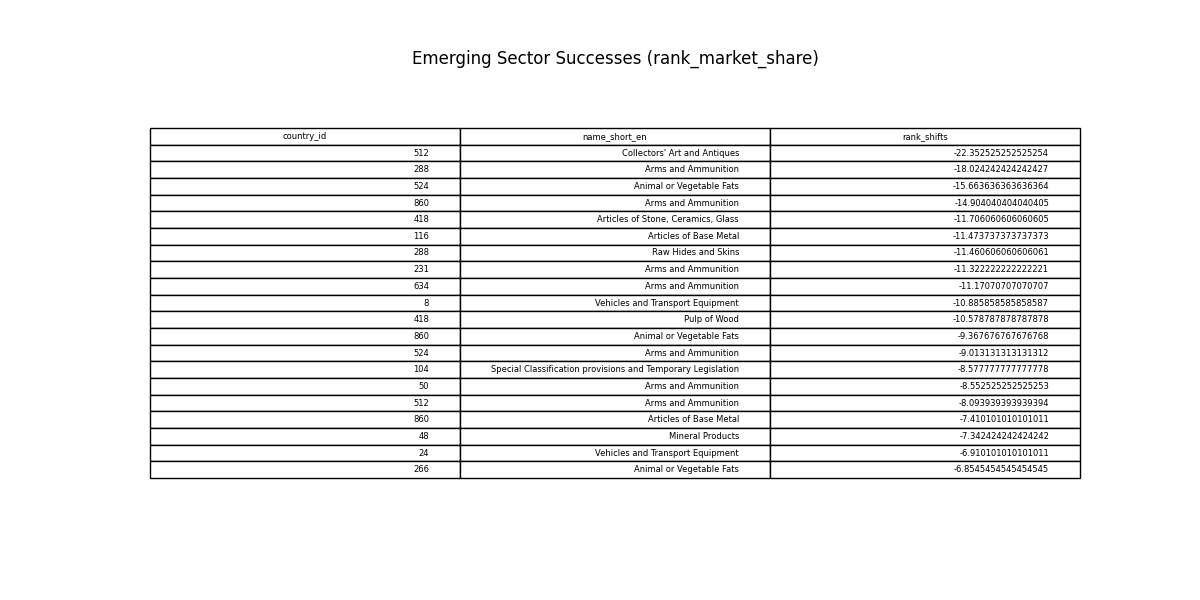 Emerging Sector Successes (rank_market_share)
country_id name_short_en rank_shifts
512 Collectors' Art and Antiques -22.352525252525254
288 Arms and Ammunition -18.024242424242427
524 Animal or Vegetable Fats -15.663636363636364
860 Arms and Ammunition -14.904040404040405
418 Articles of Stone, Ceramics, Glass -11.706060606060605
116 Articles of Base Metal -11.473737373737373
288 Raw Hides and Skins -11.460606060606061
231 Arms and Ammunition -11.322222222222221
634 Arms and Ammunition -11.17070707070707
8 Vehicles and Transport Equipment -10.885858585858587
418 Pulp of Wood -10.578787878787878
860 Animal or Vegetable Fats -9.367676767676768
524 Arms and Ammunition -9.013131313131312
104 Special Classification provisions and Temporary Legislation -8.577777777777778
50 Arms and Ammunition -8.552525252525253
512 Arms and Ammunition -8.093939393939394
860 Articles of Base Metal -7.410101010101011
48 Mineral Products -7.342424242424242
24 Vehicles and Transport Equipment -6.910101010101011
266 Animal or Vegetable Fats -6.8545454545454545